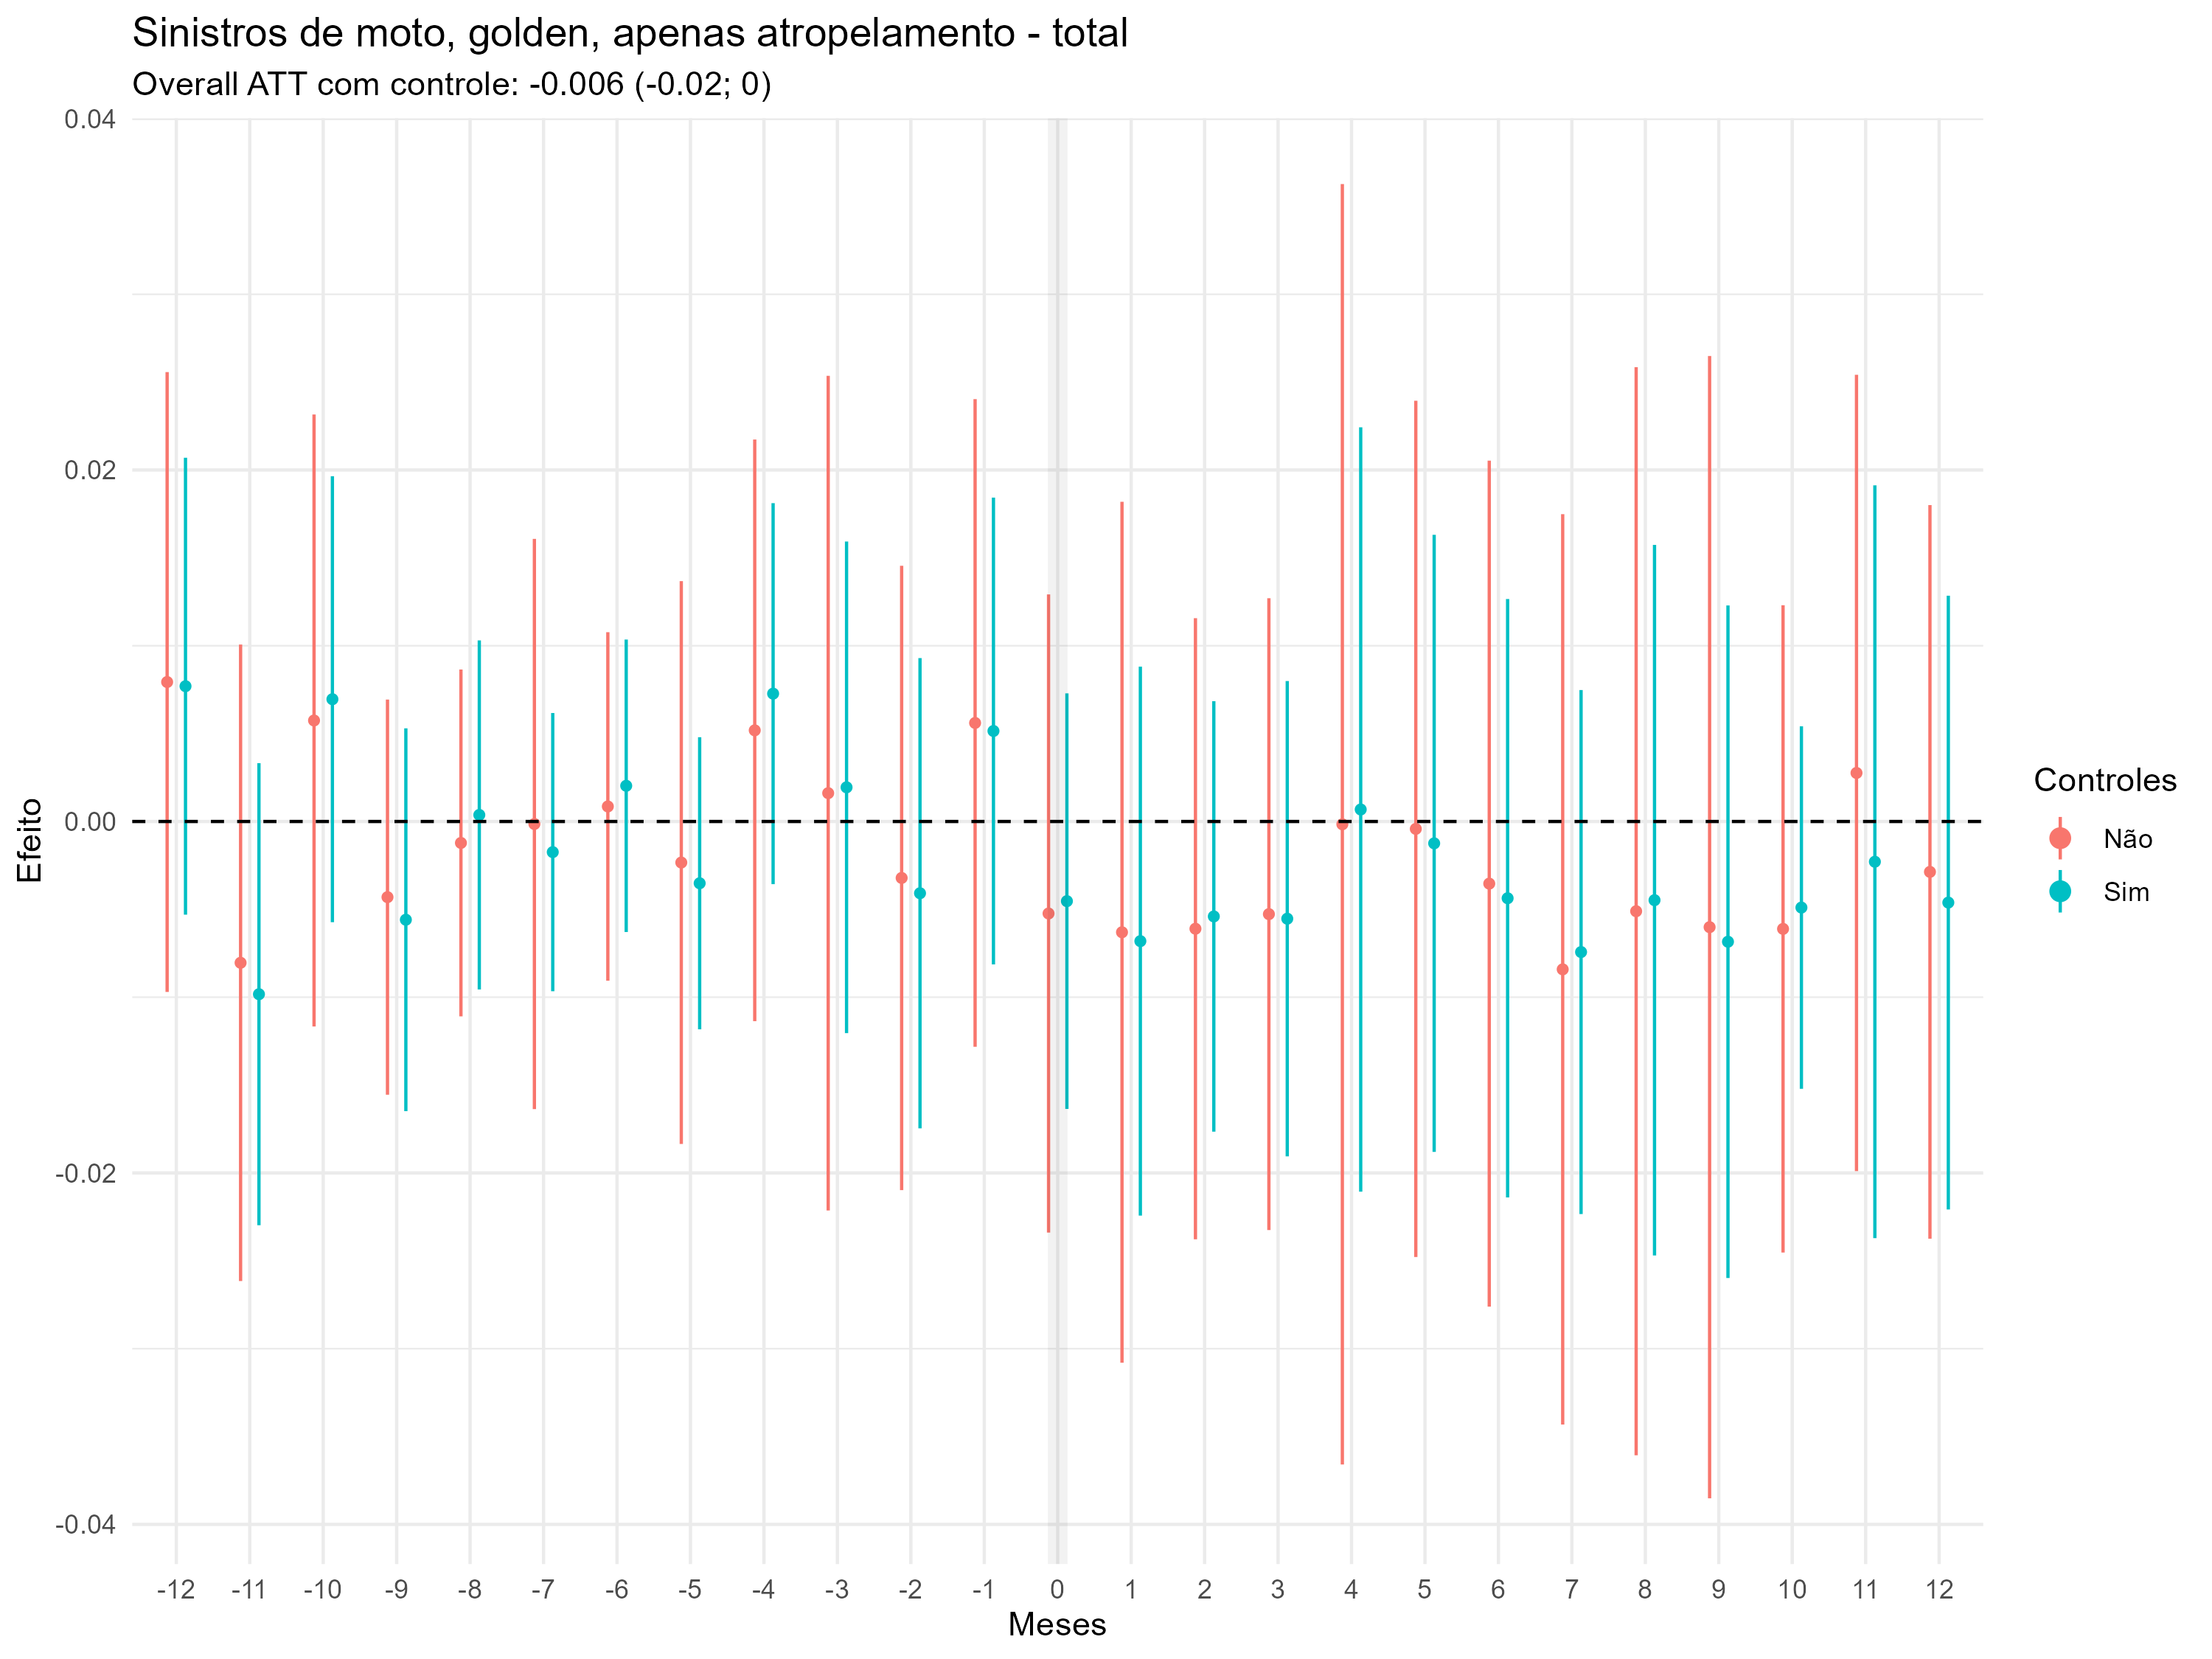 Sinistros de moto, golden, apenas atropelamento - total
Overall ATT com controle: -0.006 (-0.02; 0)
0.04
0.02
0.00
-0.02
-0.04
Efeito
-12 -11 -10 -9 -8 -7 -6 -5 -4 -3 -2 -1 0 1 2 3 4 5 6 7 8 9 10 11 12
Meses
Controles
Não
Sim